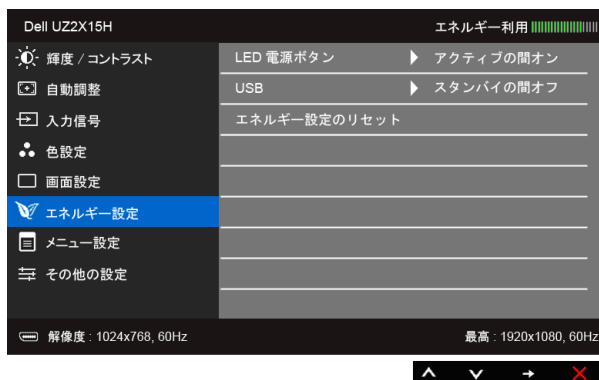 Dell UZ2X15H エネルギー利用
輝度 / コントラスト LED 電源ボタン アクティブの間オン
自動調整 USB スタンバイの間オフ
入力信号 エネルギー設定のリセット
色設定
画面設定
エネルギー設定
メニュー設定
その他の設定
解像度 : 1024x768, 60Hz 最高 : 1920x1080, 60Hz